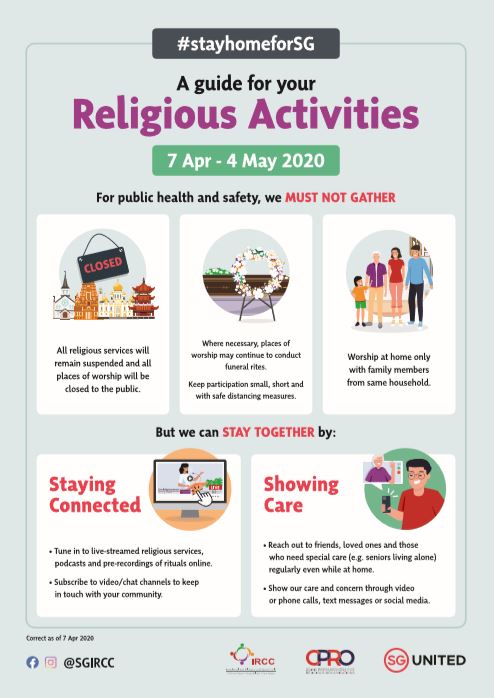 #stayhomeforSG
A guide for your
Religious Activities
7 Apr - 4 May 2020
For public health and safety, we MUST NOT GATHER
CLOSED
All religious services will
remain suspended and all
places of worship will be
closed to the public.
Where necessary, places of
worship may continue to conduct
funeral rites.
Keep participation small, short and
with safe distancing measures.
Worship at home only
with family members
from same household.
But we can STAY TOGETHER by:
Staying
Connected
LIVE
• Tune in to live-streamed religious services,
podcasts and pre-recordings of rituals online.
• Subscribe to video/chat channels to keep
in touch with your community.
Showing
Care
• Reach out to friends, loved ones and those
who need special care (e.g. seniors living alone)
regularly even while at home.
• Show our care and concern through video
or phone calls, text messages or social media.
Correct as of 7 Apr 2020
@SGIRCC
IRCC
CPRO
SG UNITED